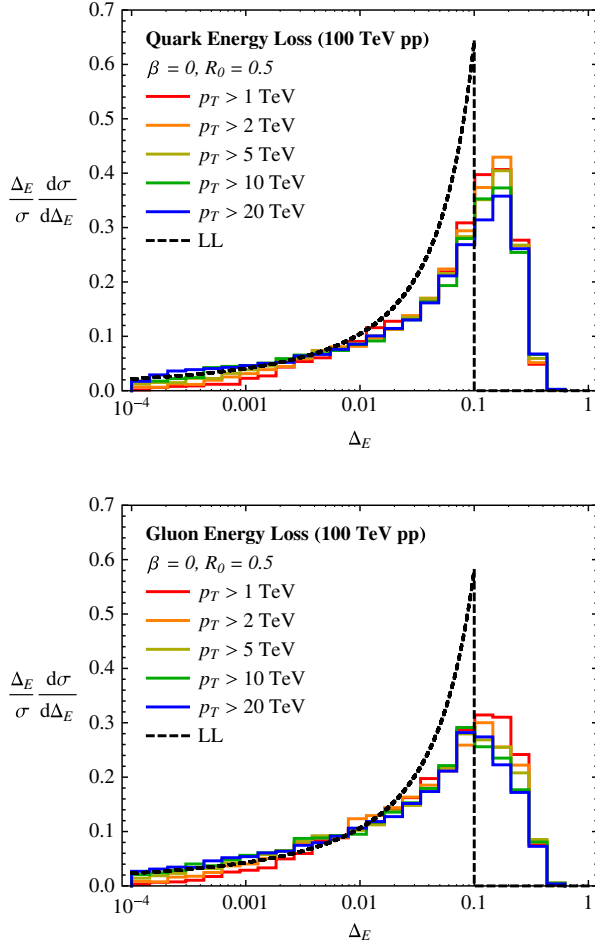 0.7
Quark Energy Loss (100 TeV pp)
β = 0, R₀ = 0.5
p_T > 1 TeV
p_T > 2 TeV
p_T > 5 TeV
p_T > 10 TeV
p_T > 20 TeV
LL
0.6
0.5
0.4
0.3
0.2
0.1
0.0
Δ_E/σ dσ/dΔ_E
10⁻⁴ 0.001 0.01 0.1 1
Δ_E
0.7
Gluon Energy Loss (100 TeV pp)
β = 0, R₀ = 0.5
p_T > 1 TeV
p_T > 2 TeV
p_T > 5 TeV
p_T > 10 TeV
p_T > 20 TeV
LL
0.6
0.5
0.4
0.3
0.2
0.1
0.0
Δ_E/σ dσ/dΔ_E
10⁻⁴ 0.001 0.01 0.1 1
Δ_E